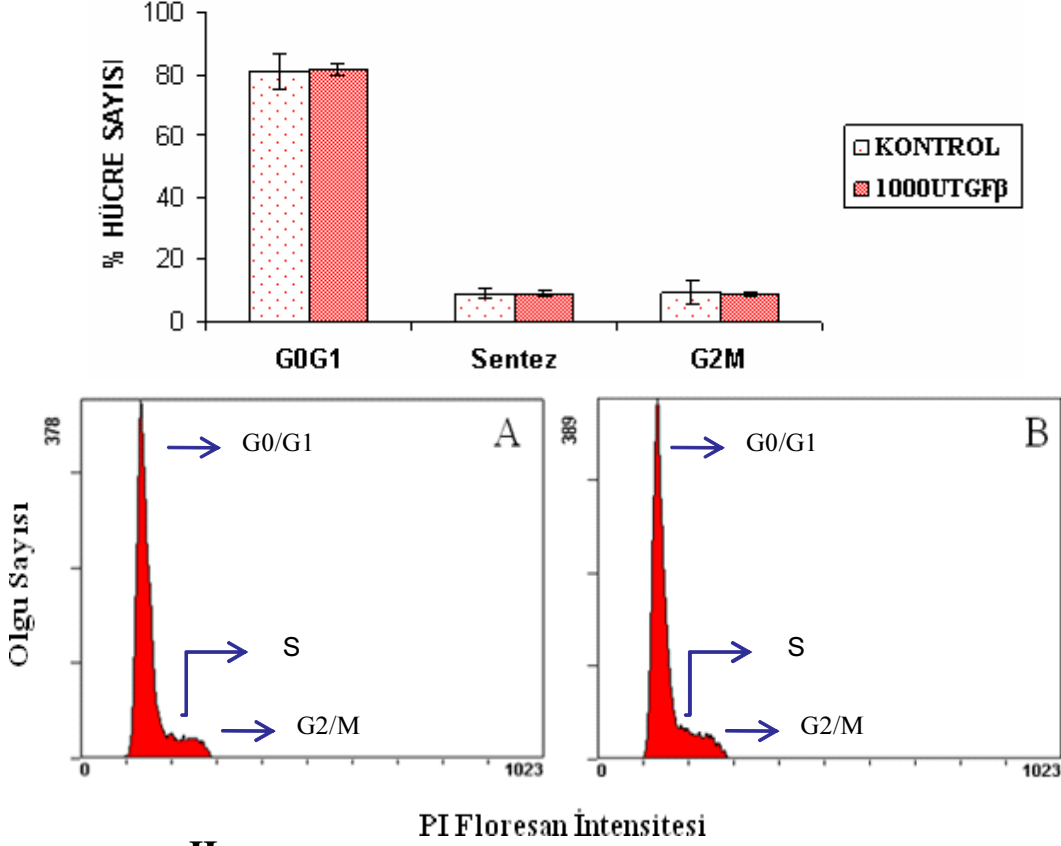 100
80
60
40
20
0
% HÜCRE SAYISI
G0G1 Sentez G2M
KONTROL
1000UTGFβ
378
A
G0/G1
S
G2/M
0 1023
389
B
G0/G1
S
G2/M
0 1023
Olgu Sayısı
PI Floresan İntensitesi